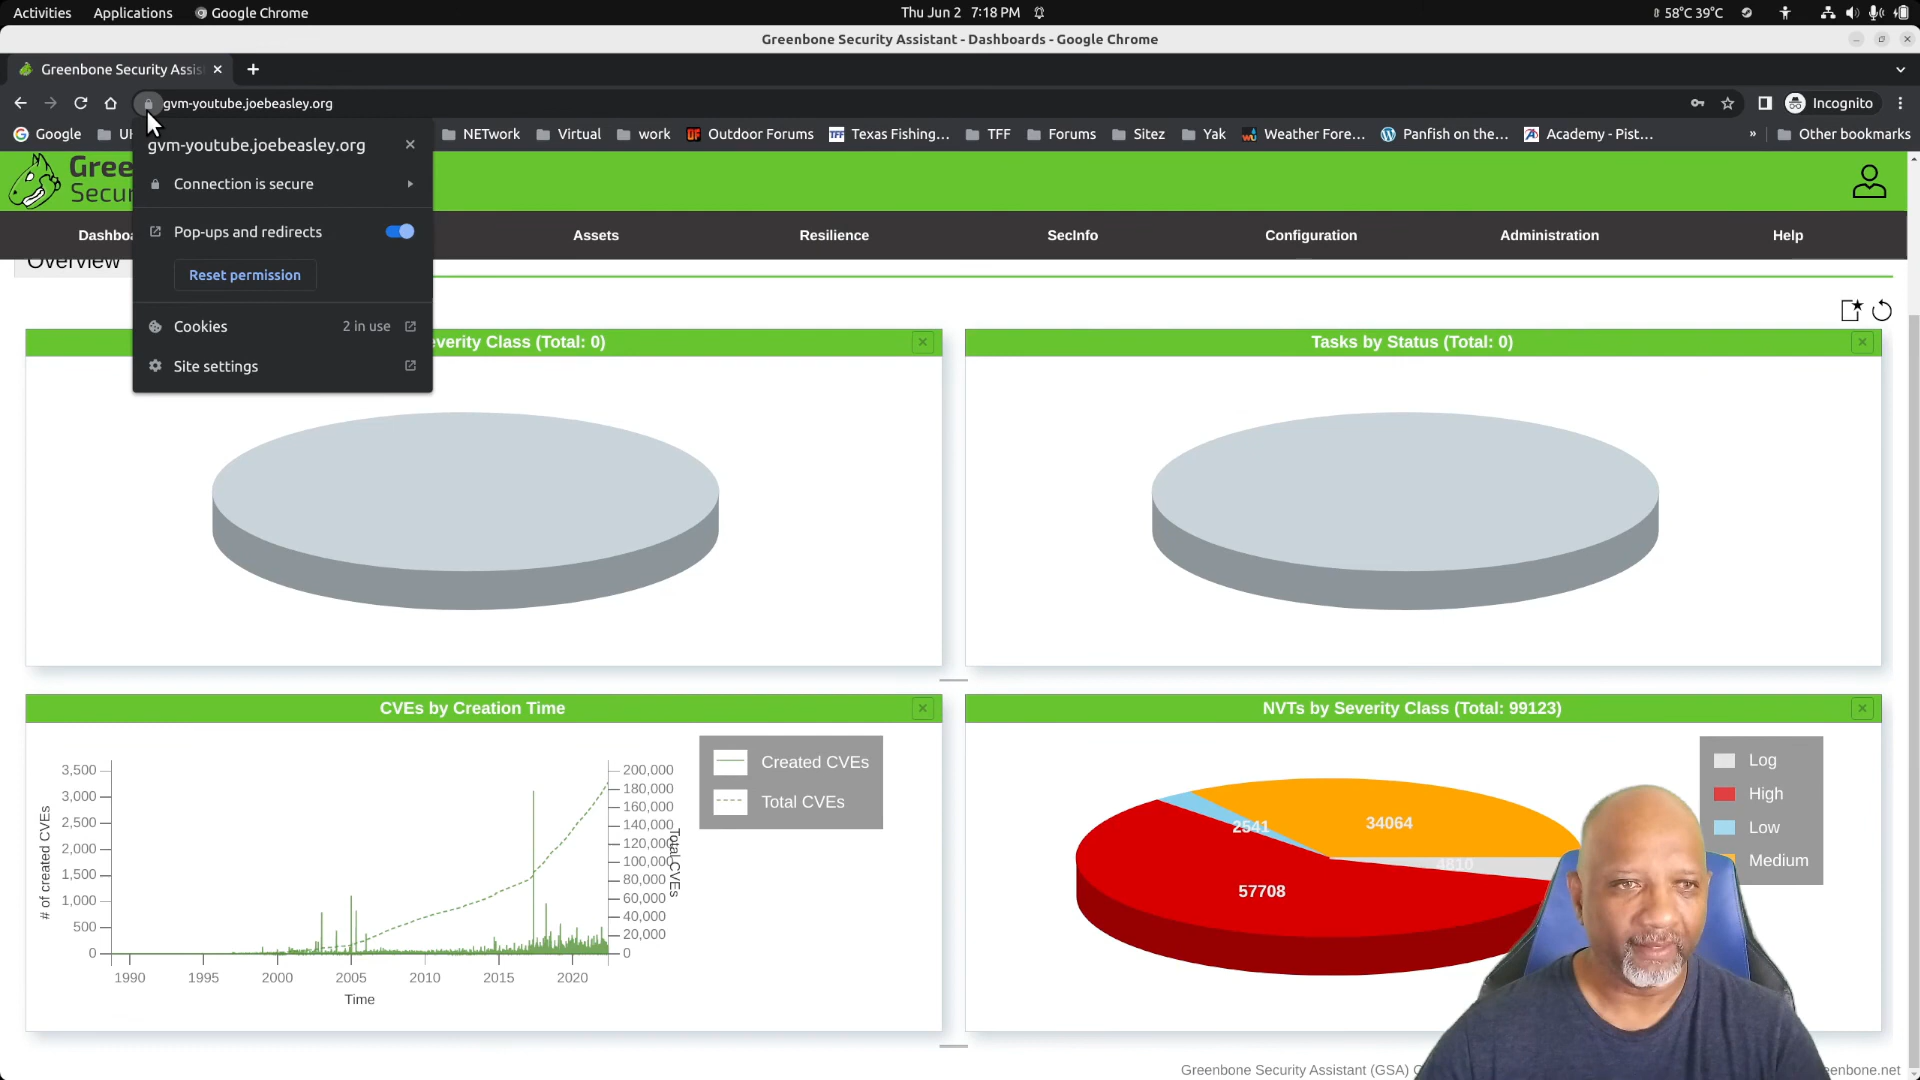 Activities Applications Google Chrome Thu Jun 2 7:18 PM 58°C 39°C
Greenbone Security Assistant - Dashboards - Google Chrome
Greenbone Security Assis
gvm-youtube.joebeasley.org Incognito
Google NETwork Virtual work Outdoor Forums Texas Fishing... TFF Forums Sitez Yak Weather Fore... Panfish on the... Academy - Pist... » Other bookmarks
gvm-youtube.joebeasley.org
Connection is secure
Pop-ups and redirects
Reset permission
Cookies 2 in use
Site settings
Gree
Secur
Dashboa Assets Resilience SecInfo Configuration Administration Help
Overview
everity Class (Total: 0)
Tasks by Status (Total: 0)
CVEs by Creation Time
# of created CVEs
3,500
3,000
2,500
2,000
1,500
1,000
500
0
200,000
180,000
160,000
140,000
120,000
100,000
80,000
60,000
40,000
20,000
0
Total CVEs
1990 1995 2000 2005 2010 2015 2020
Time
Created CVEs
Total CVEs
NVTs by Severity Class (Total: 99123)
2541
34064
4810
57708
Log
High
Low
Medium
Greenbone Security Assistant (GSA) C
eenbone.net